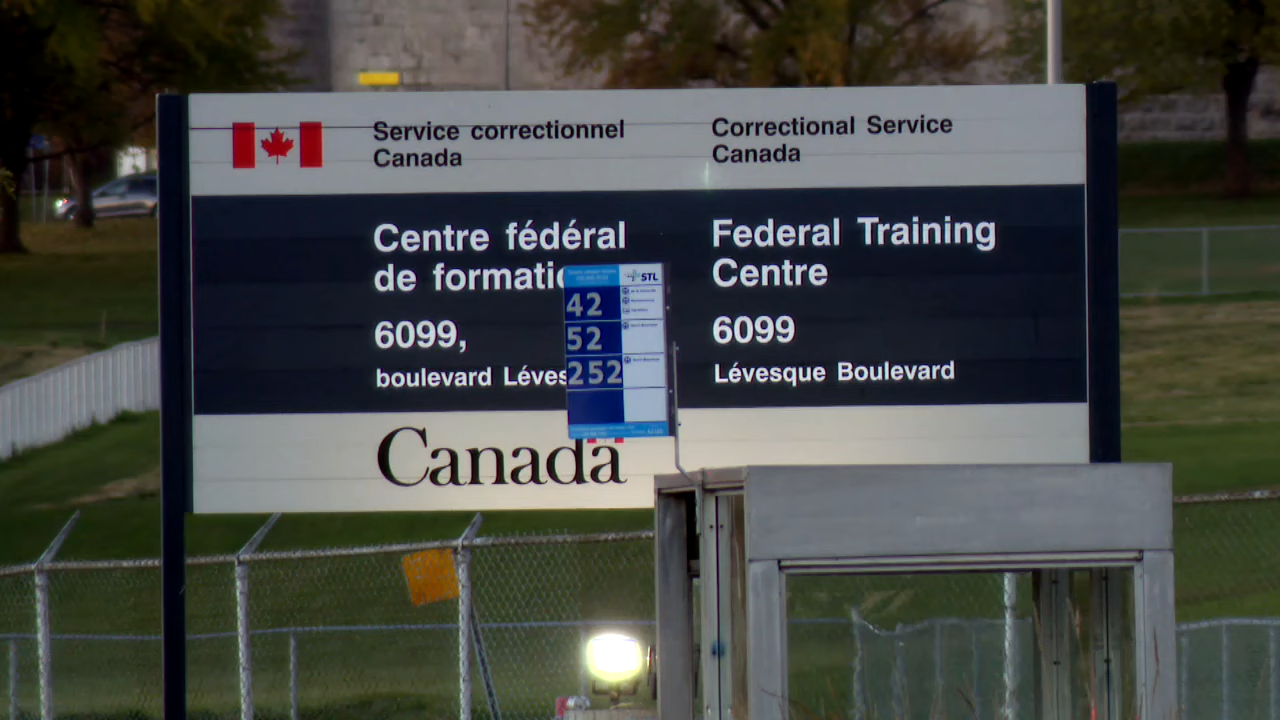 Service correctionnel
Canada
Correctional Service
Canada
Centre fédéral
de formatio
6099,
boulevard Léves
Federal Training
Centre
6099
Lévesque Boulevard
Canada
STL
42
52
252